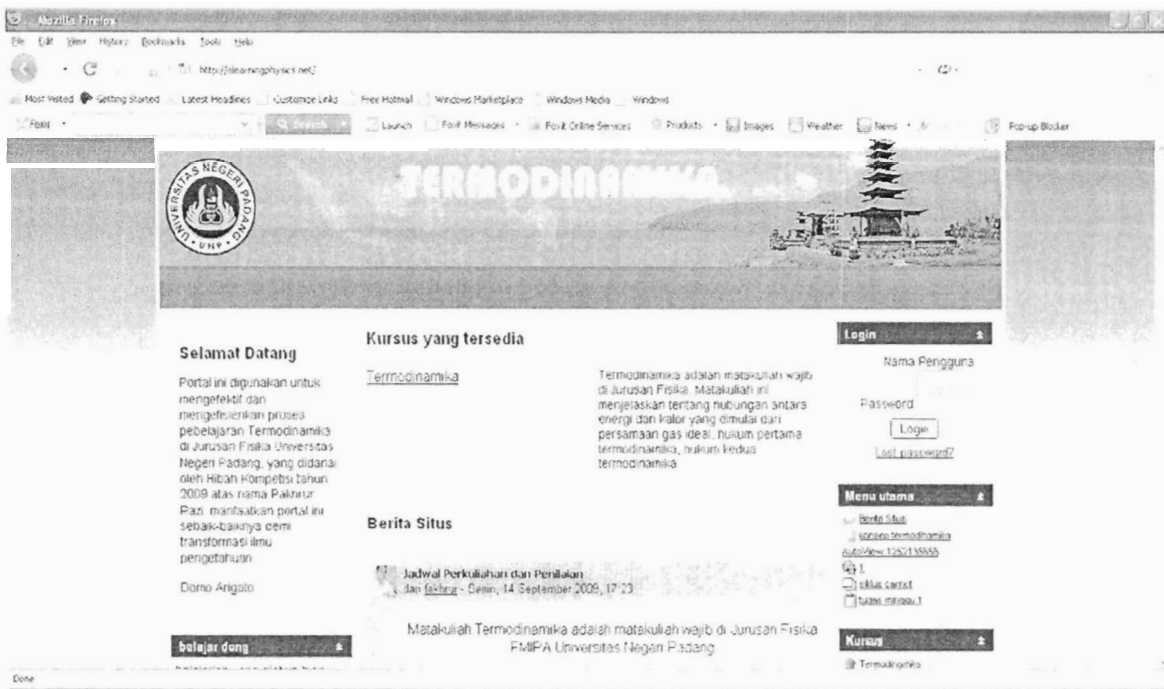 Mozilla Firefox
File Edit View History Bookmarks Tools Help
http://elearningphysics.net/
Most Visited Getting Started Latest Headlines Customize Links Free Hotmail Windows Marketplace Windows Media Windows
Foxit Search Launch Foxit Messages Foxit Online Services Products Images Weather News Pop-up Blocker
UNIVERSITAS NEGERI PADANG
UNP
TERMODINAMIKA
Selamat Datang
Portal ini digunakan untuk
mengefektif dan
mengefisienkan proses
pebelajaran Termodinamika
di Jurusan Fisika Universitas
Negeri Padang, yang didanai
oleh Hibah Kompetisi tahun
2009 atas nama Pakhrur
Razi. manfaatkan portal ini
sebaik-baiknya demi
transformasi ilmu
pengetahuan
Domo Arigato
belajar dong
Kursus yang tersedia
Termodinamika
Termodinamika adalah matakuliah wajib
di Jurusan Fisika. Matakuliah ini
menjelaskan tentang hubungan antara
energi dan kalor yang dimulai dari
persamaan gas ideal, hukum pertama
termodinamika, hukum kedua
termodinamika
Berita Situs
Jadwal Perkuliahan dan Penilaian
dari fakhrur - Senin, 14 September 2009, 17:23
Matakuliah Termodinamika adalah matakuliah wajib di Jurusan Fisika
FMIPA Universitas Negeri Padang
Login
Nama Pengguna
Password
Login
Lost password?
Menu utama
Berita Situs
termodinamika
AutoView 1252135555
1
siklus carnot
tugas minggu 1
Kursus
Termodinamika
Done